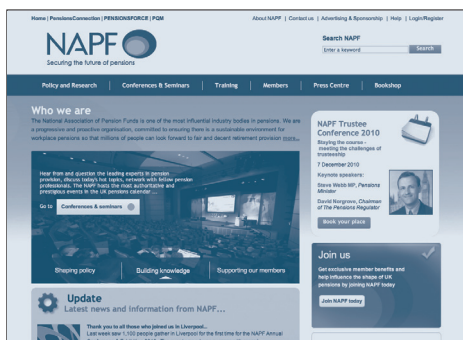 Home | PensionsConnection | PENSIONSFORCE | PQM
About NAPF | Contact us | Advertising & Sponsorship | Help | Login/Register
NAPF
Securing the future of pensions
Search NAPF
Enter a keyword
Search
Policy and Research | Conferences & Seminars | Training | Members | Press Centre | Bookshop
Who we are
The National Association of Pension Funds is one of the most influential industry bodies in pensions. We are
a progressive and proactive organisation, committed to ensuring there is a sustainable environment for
workplace pensions so that millions of people can look forward to fair and decent retirement provision more...
Hear from and question the leading experts in pension
provision, discuss today's hot topics, network with fellow pension
professionals. The NAPF hosts the most authoritative and
prestigious events in the UK pensions calender ...
Go to Conferences & seminars
Shaping policy
Building knowledge
Supporting our members
Update
Latest news and information from NAPF...
Thank you to all those who joined us in Liverpool...
Last week saw 1,100 people gather in Liverpool for the first time for the NAPF Annual
NAPF Trustee
Conference 2010
Staying the course -
meeting the challenges of
trusteeship
7 December 2010
Keynote speakers:
Steve Webb MP, Pensions
Minister
David Norgrove, Chairman
of The Pensions Regulator
Book your place
Join us
Get exclusive member benefits and
help influence the shape of UK
pensions by joining NAPF today
Join NAPF today